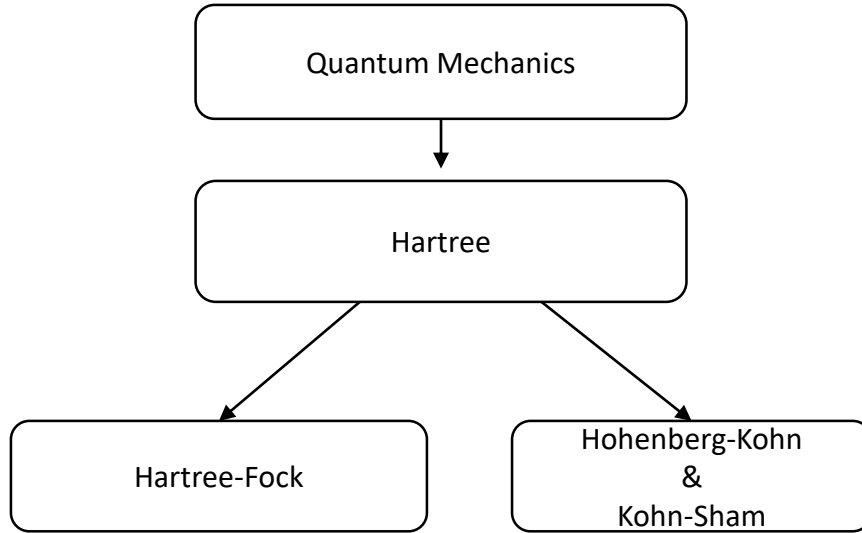 Quantum Mechanics
Hartree
Hartree-Fock
Hohenberg-Kohn
&
Kohn-Sham